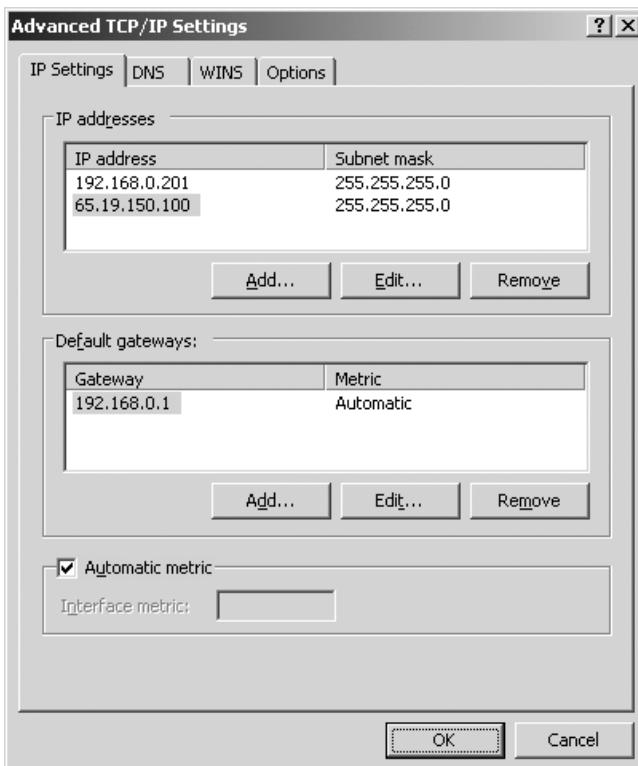 Advanced TCP/IP Settings ? X
IP Settings DNS WINS Options
IP addresses
IP address Subnet mask
192.168.0.201 255.255.255.0
65.19.150.100 255.255.255.0
Add... Edit... Remove
Default gateways:
Gateway Metric
192.168.0.1 Automatic
Add... Edit... Remove
Automatic metric
Interface metric:
OK Cancel